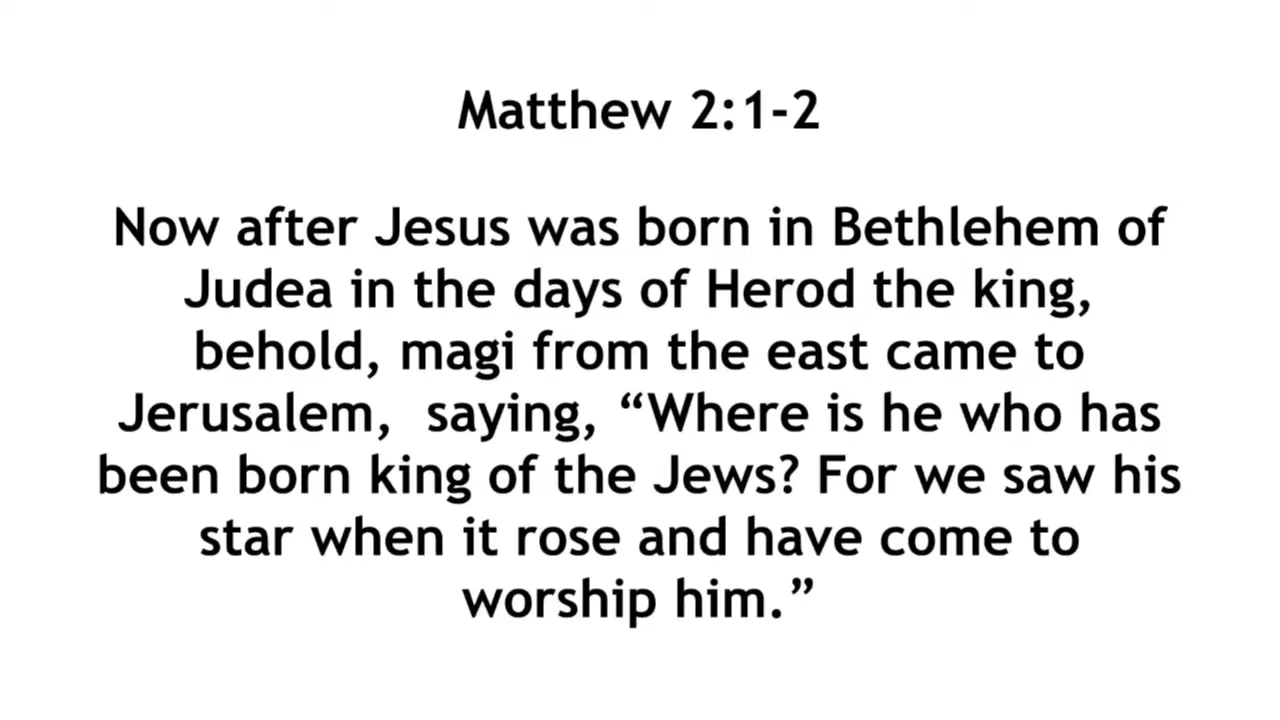 Matthew 2:1-2
Now after Jesus was born in Bethlehem of
Judea in the days of Herod the king,
behold, magi from the east came to
Jerusalem,  saying, “Where is he who has
been born king of the Jews? For we saw his
star when it rose and have come to
worship him.”